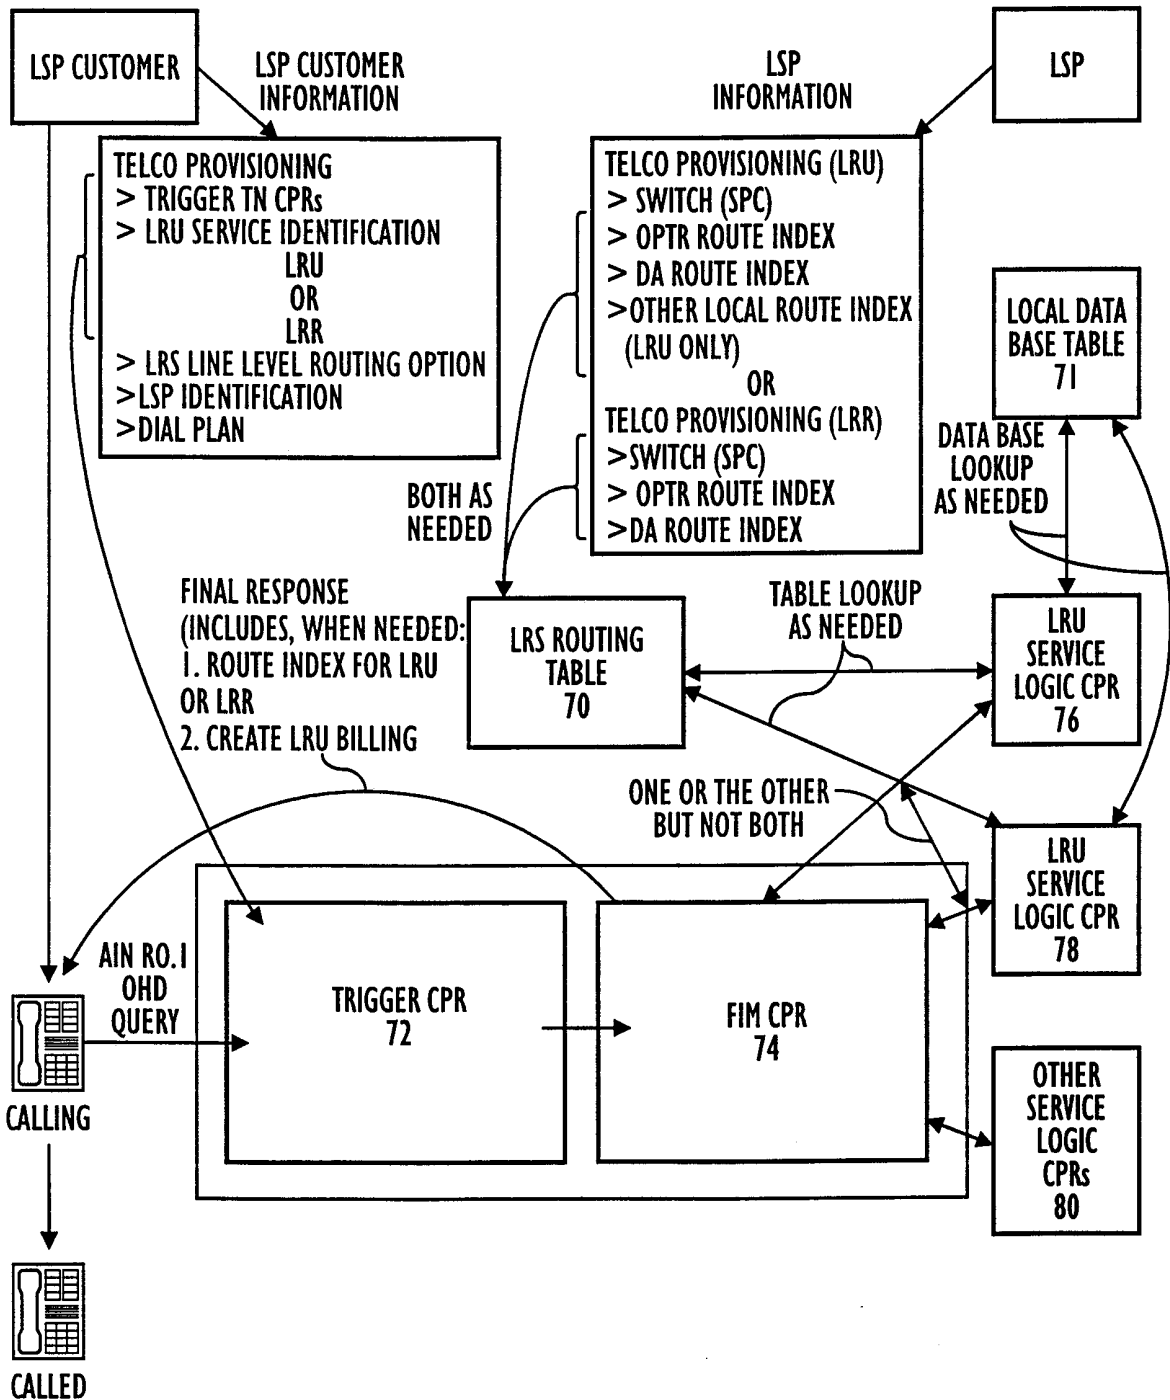 LSP CUSTOMER
LSP CUSTOMER
INFORMATION
LSP
INFORMATION
LSP
TELCO PROVISIONING
> TRIGGER TN CPRs
> LRU SERVICE IDENTIFICATION
LRU
OR
LRR
> LRS LINE LEVEL ROUTING OPTION
>LSP IDENTIFICATION
>DIAL PLAN
TELCO PROVISIONING (LRU)
> SWITCH (SPC)
> OPTR ROUTE INDEX
> DA ROUTE INDEX
>OTHER LOCAL ROUTE INDEX
(LRU ONLY)
OR
TELCO PROVISIONING (LRR)
>SWITCH (SPC)
> OPTR ROUTE INDEX
>DA ROUTE INDEX
LOCAL DATA
BASE TABLE
71
DATA BASE
LOOKUP
AS NEEDED
BOTH AS
NEEDED
FINAL RESPONSE
(INCLUDES, WHEN NEEDED:
1. ROUTE INDEX FOR LRU
OR LRR
2. CREATE LRU BILLING
LRS ROUTING
TABLE
70
TABLE LOOKUP
AS NEEDED
LRU
SERVICE
LOGIC CPR
76
ONE OR THE OTHER
BUT NOT BOTH
LRU
SERVICE
LOGIC CPR
78
AIN RO.1
OHD
QUERY
TRIGGER CPR
72
FIM CPR
74
OTHER
SERVICE
LOGIC
CPRs
80
CALLING
CALLED